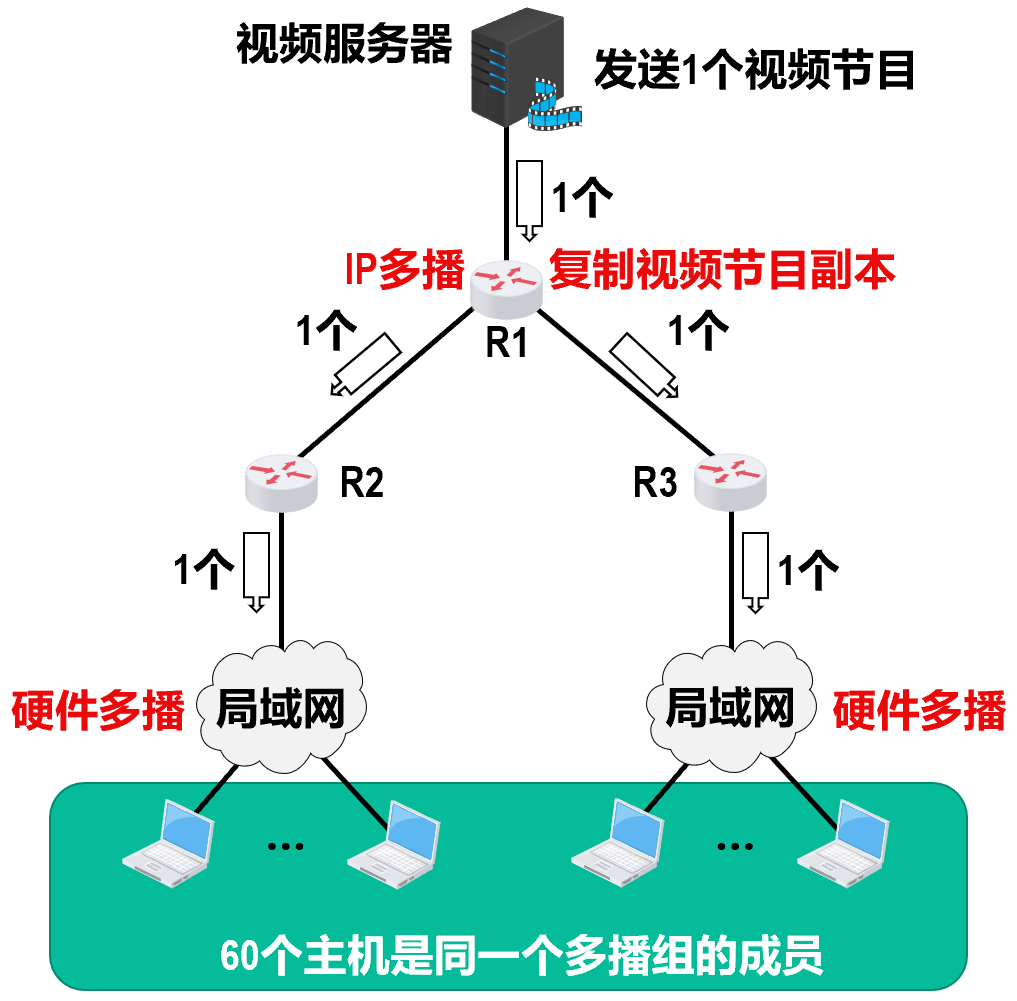 视频服务器
发送1个视频节目
1个
IP多播
复制视频节目副本
R1
1个
1个
R2
R3
1个
1个
硬件多播
局域网
局域网
硬件多播
...
...
60个主机是同一个多播组的成员